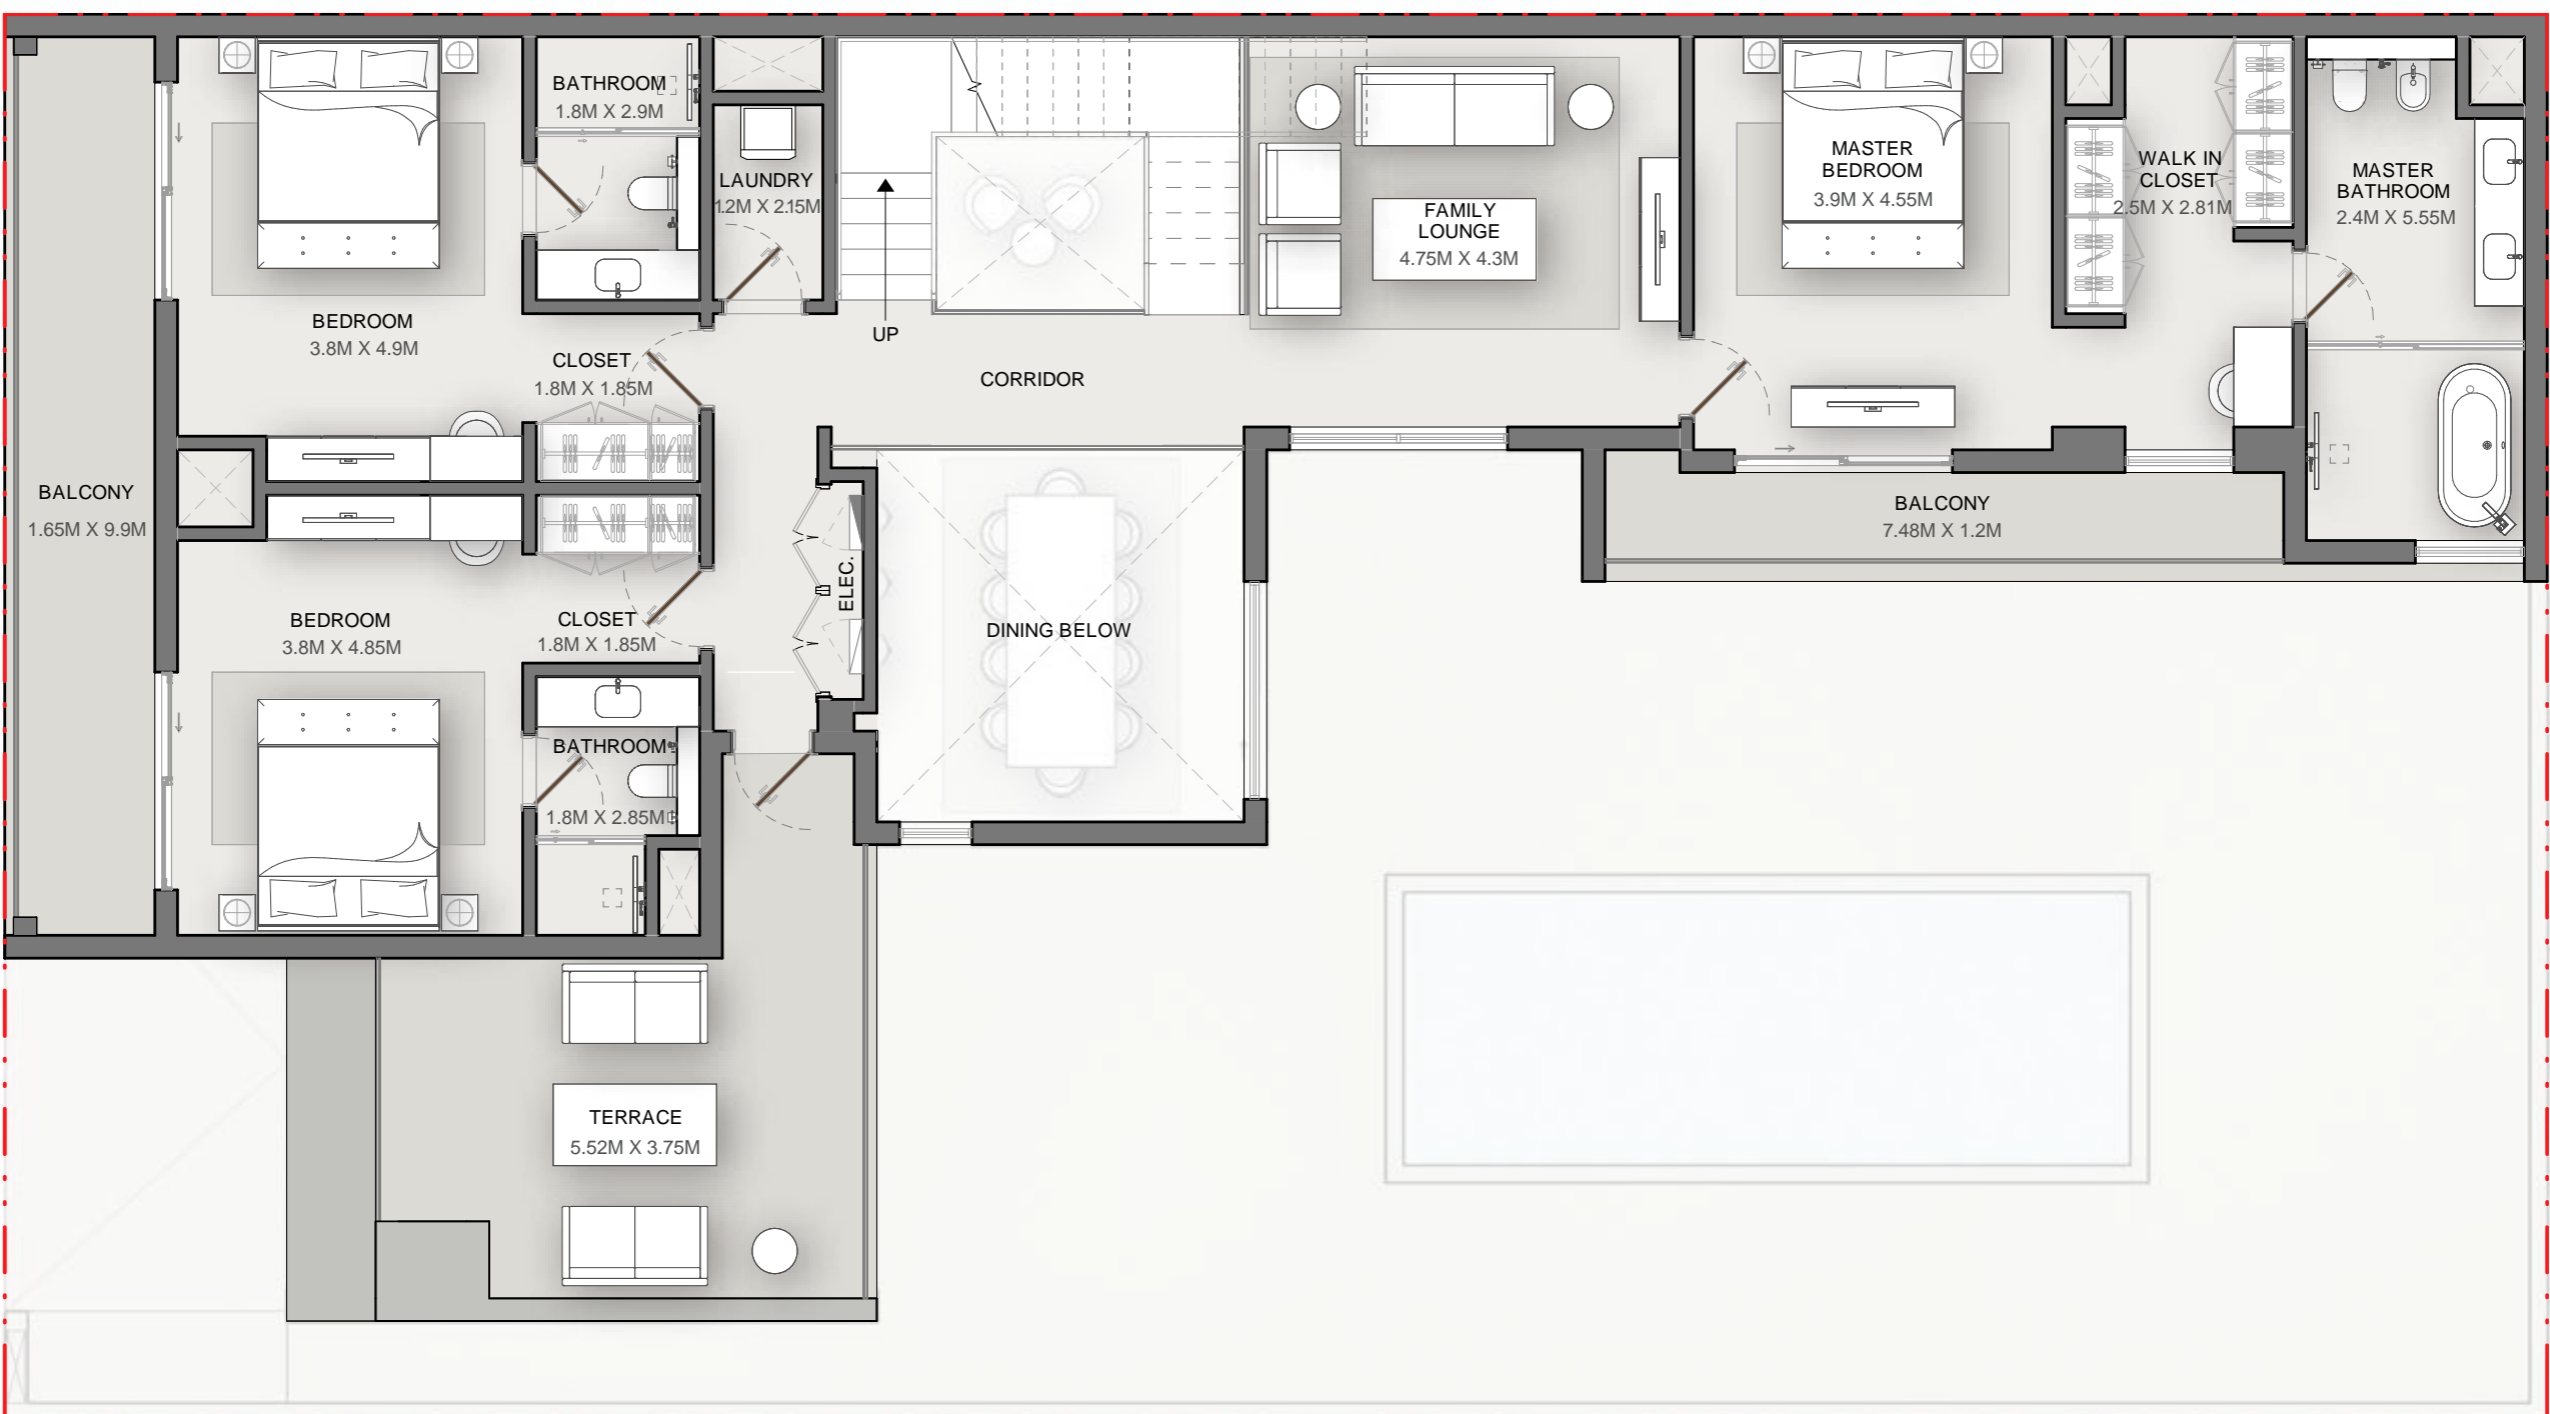 BATHROOM
1.8M X 2.9M
LAUNDRY
1.2M X 2.15M
UP
BEDROOM
3.8M X 4.9M
CLOSET
1.8M X 1.85M
CORRIDOR
FAMILY
LOUNGE
4.75M X 4.3M
MASTER
BEDROOM
3.9M X 4.55M
WALK IN
CLOSET
2.5M X 2.81M
MASTER
BATHROOM
2.4M X 5.55M
BALCONY
1.65M X 9.9M
BALCONY
7.48M X 1.2M
ELEC.
DINING BELOW
BEDROOM
3.8M X 4.85M
CLOSET
1.8M X 1.85M
BATHROOM
1.8M X 2.85M
TERRACE
5.52M X 3.75M